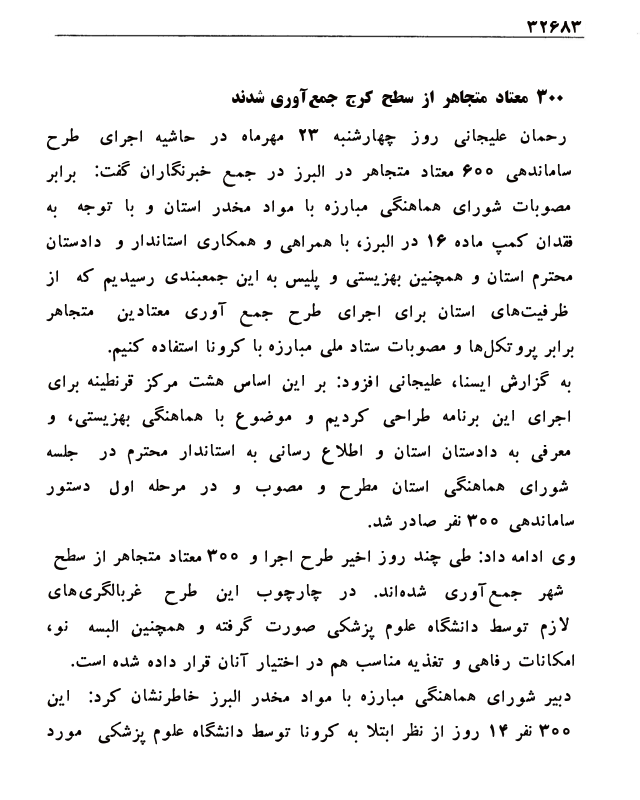 ۳۲۶۸۳
۳۰۰ معتاد متجاهر از سطح کرج جمع‌آوری شدند
رحمان علیجانی روز چهارشنبه ۲۳ مهرماه در حاشیه اجرای طرح
ساماندهی ۶۰۰ معتاد متجاهر در البرز در جمع خبرنگاران گفت: برابر
مصوبات شورای هماهنگی مبارزه با مواد مخدر استان و با توجه به
فقدان کمپ ماده ۱۶ در البرز، با همراهی و همکاری استاندار و دادستان
محترم استان و همچنین بهزیستی و پلیس به این جمعبندی رسیدیم که از
ظرفیت‌های استان برای اجرای طرح جمع آوری معتادین متجاهر
برابر پروتکل‌ها و مصوبات ستاد ملی مبارزه با کرونا استفاده کنیم.
به گزارش ایسنا، علیجانی افزود: بر این اساس هشت مرکز قرنطینه برای
اجرای این برنامه طراحی کردیم و موضوع با هماهنگی بهزیستی، و
معرفی به دادستان استان و اطلاع رسانی به استاندار محترم در جلسه
شورای هماهنگی استان مطرح و مصوب و در مرحله اول دستور
ساماندهی ۳۰۰ نفر صادر شد.
وی ادامه داد: طی چند روز اخیر طرح اجرا و ۳۰۰ معتاد متجاهر از سطح
شهر جمع‌آوری شده‌اند. در چارچوب این طرح غربالگری‌های
لازم توسط دانشگاه علوم پزشکی صورت گرفته و همچنین البسه نو،
امکانات رفاهی و تغذیه مناسب هم در اختیار آنان قرار داده شده است.
دبیر شورای هماهنگی مبارزه با مواد مخدر البرز خاطرنشان کرد: این
۳۰۰ نفر ۱۴ روز از نظر ابتلا به کرونا توسط دانشگاه علوم پزشکی مورد